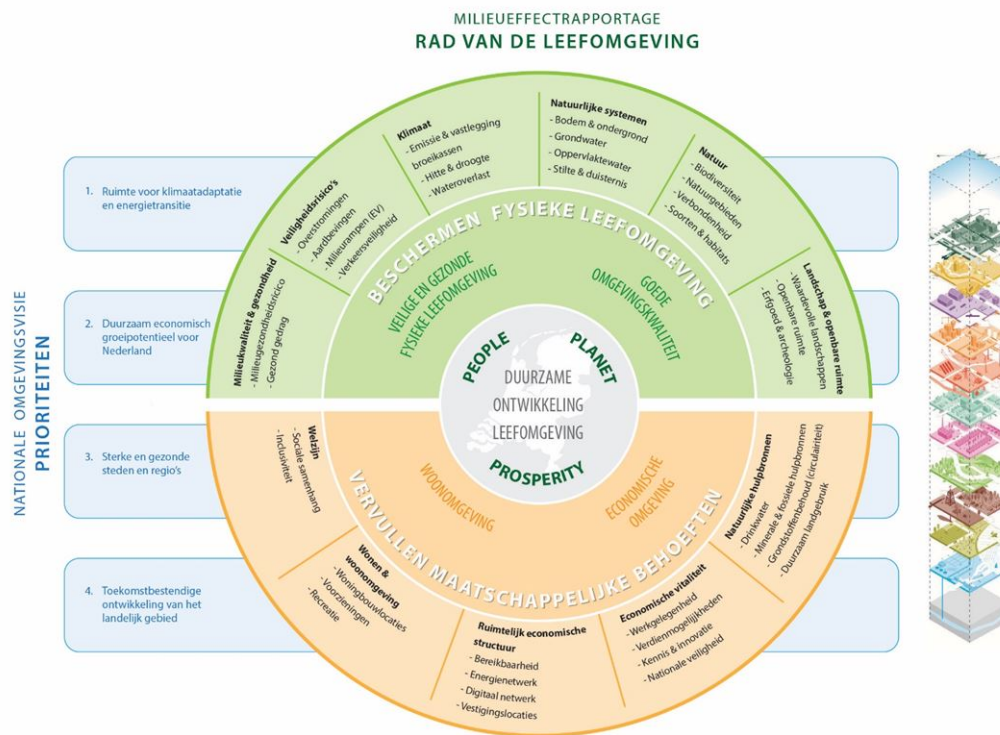 MILIEUEFFECTRAPPORTAGE
RAD VAN DE LEEFOMGEVING
NATIONALE OMGEVINGSVISIE
PRIORITEITEN
1. Ruimte voor klimaatadaptatie
en energietransitie
2. Duurzaam economisch
groeipotentieel voor
Nederland
3. Sterke en gezonde
steden en regio's
4. Toekomstbestendige
ontwikkeling van het
landelijk gebied
BESCHERMEN FYSIEKE LEEFOMGEVING
VEILIGE EN GEZONDE
FYSIEKE LEEFOMGEVING
GOEDE
OMGEVINGSKWALITEIT
Milieukwaliteit & gezondheid
- Milieugezondheidsricico
- Gezond gedrag
Veiligheidsrisico's
- Overstromingen
- Aardbevingen
- Milieurampen (EV)
- Verkeersveiligheid
Klimaat
- Emissie & vastlegging
broeikassen
- Hitte & droogte
- Wateroverlast
Natuurlijke systemen
- Bodem & ondergrond
- Grondwater
- Oppervlaktewater
- Stilte & duisternis
Natuur
- Biodiversiteit
- Natuurgebieden
- Verbondenheid
- Soorten & habitats
Landschap & openbare ruimte
- Waardevolle landschappen
- Openbare ruimte
- Erfgoed & archeologie
PEOPLE
PLANET
DUURZAME
ONTWIKKELING
LEEFOMGEVING
PROSPERITY
VERVULLEN MAATSCHAPPELIJKE BEHOEFTEN
WOONOMGEVING
ECONOMISCHE
OMGEVING
Welzijn
- Sociale samenhang
- Inclusiviteit
Wonen &
woonomgeving
- Woningbouwlocaties
- Voorzieningen
- Recreatie
Ruimtelijk economische
structuur
- Bereikbaarheid
- Energienetwerk
- Digitaal netwerk
- Vestigingslocaties
Economische vitaliteit
- Werkgelegenheid
- Verdienmogelijkheden
- Kennis & innovatie
- Nationale veiligheid
Natuurlijke hulpbronnen
- Drinkwater
- Minerale & fossiele hulpbronnen
- Grondstoffenbehoud (circulairiteit)
- Duurzaam landgebruik